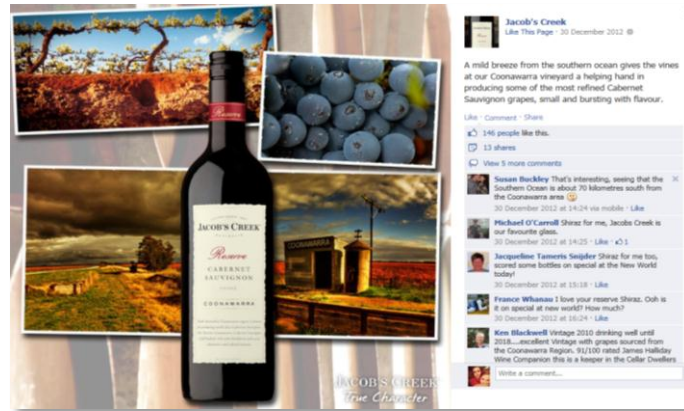 COONAWARRA
Reserve
JACOB'S CREEK
Reserve
CABERNET
SAUVIGNON
COONAWARRA
JACOB'S CREEK
True Character
Jacob's Creek
Like This Page · 30 December 2012
A mild breeze from the southern ocean gives the vines
at our Coonawarra vineyard a helping hand in
producing some of the most refined Cabernet
Sauvignon grapes, small and bursting with flavour.
Like · Comment · Share
146 people like this.
13 shares
View 5 more comments
Susan Buckley That's interesting, seeing that the
Southern Ocean is about 70 kilometres south from
the Coonawarra area
30 December 2012 at 14:24 via mobile · Like
Michael O'Carroll Shiraz for me, Jacobs Creek is
our favourite glass.
30 December 2012 at 14:25 · Like · 1
Jacqueline Tameris Snijder Shiraz for me too,
scored some bottles on special at the New World
today!
30 December 2012 at 15:18 · Like
France Whanau I love your reserve Shiraz. Ooh is
it on special at new world? How much?
30 December 2012 at 16:24 · Like
Ken Blackwell Vintage 2010 drinking well until
2018....excellent Vintage with grapes sourced from
the Coonawarra Region. 91/100 rated James Halliday
Wine Companion this is a keeper in the Cellar Dwellers
Write a comment...